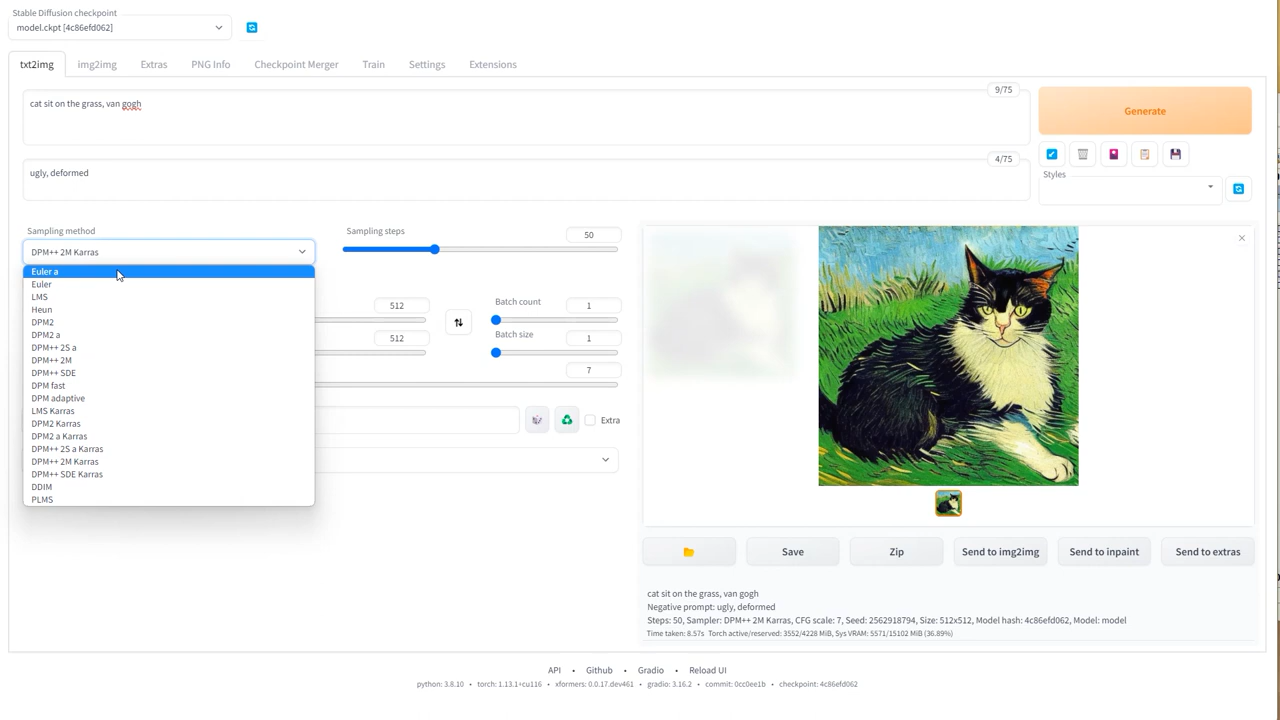 Stable Diffusion checkpoint
model.ckpt [4c86efd062]
txt2img img2img Extras PNG Info Checkpoint Merger Train Settings Extensions
9/75
cat sit on the grass, van gogh
Generate
4/75
ugly, deformed
Styles
Sampling method
Sampling steps
50
DPM++ 2M Karras
Euler a
Euler
LMS
Heun
DPM2
DPM2 a
DPM++ 2S a
DPM++ 2M
DPM++ SDE
DPM fast
DPM adaptive
LMS Karras
DPM2 Karras
DPM2 a Karras
DPM++ 2S a Karras
DPM++ 2M Karras
DPM++ SDE Karras
DDIM
PLMS
512
Batch count
1
512
Batch size
1
7
Extra
Save Zip Send to img2img Send to inpaint Send to extras
cat sit on the grass, van gogh
Negative prompt: ugly, deformed
Steps: 50, Sampler: DPM++ 2M Karras, CFG scale: 7, Seed: 2562918794, Size: 512x512, Model hash: 4c86efd062, Model: model
Time taken: 8.57s Torch active/reserved: 3552/4228 MiB, Sys VRAM: 5571/15102 MiB (36.89%)
API • Github • Gradio • Reload UI
python: 3.8.10 • torch: 1.13.1+cu116 • xformers: 0.0.17.dev461 • gradio: 3.16.2 • commit: 0cc0ee1b • checkpoint: 4c86efd062